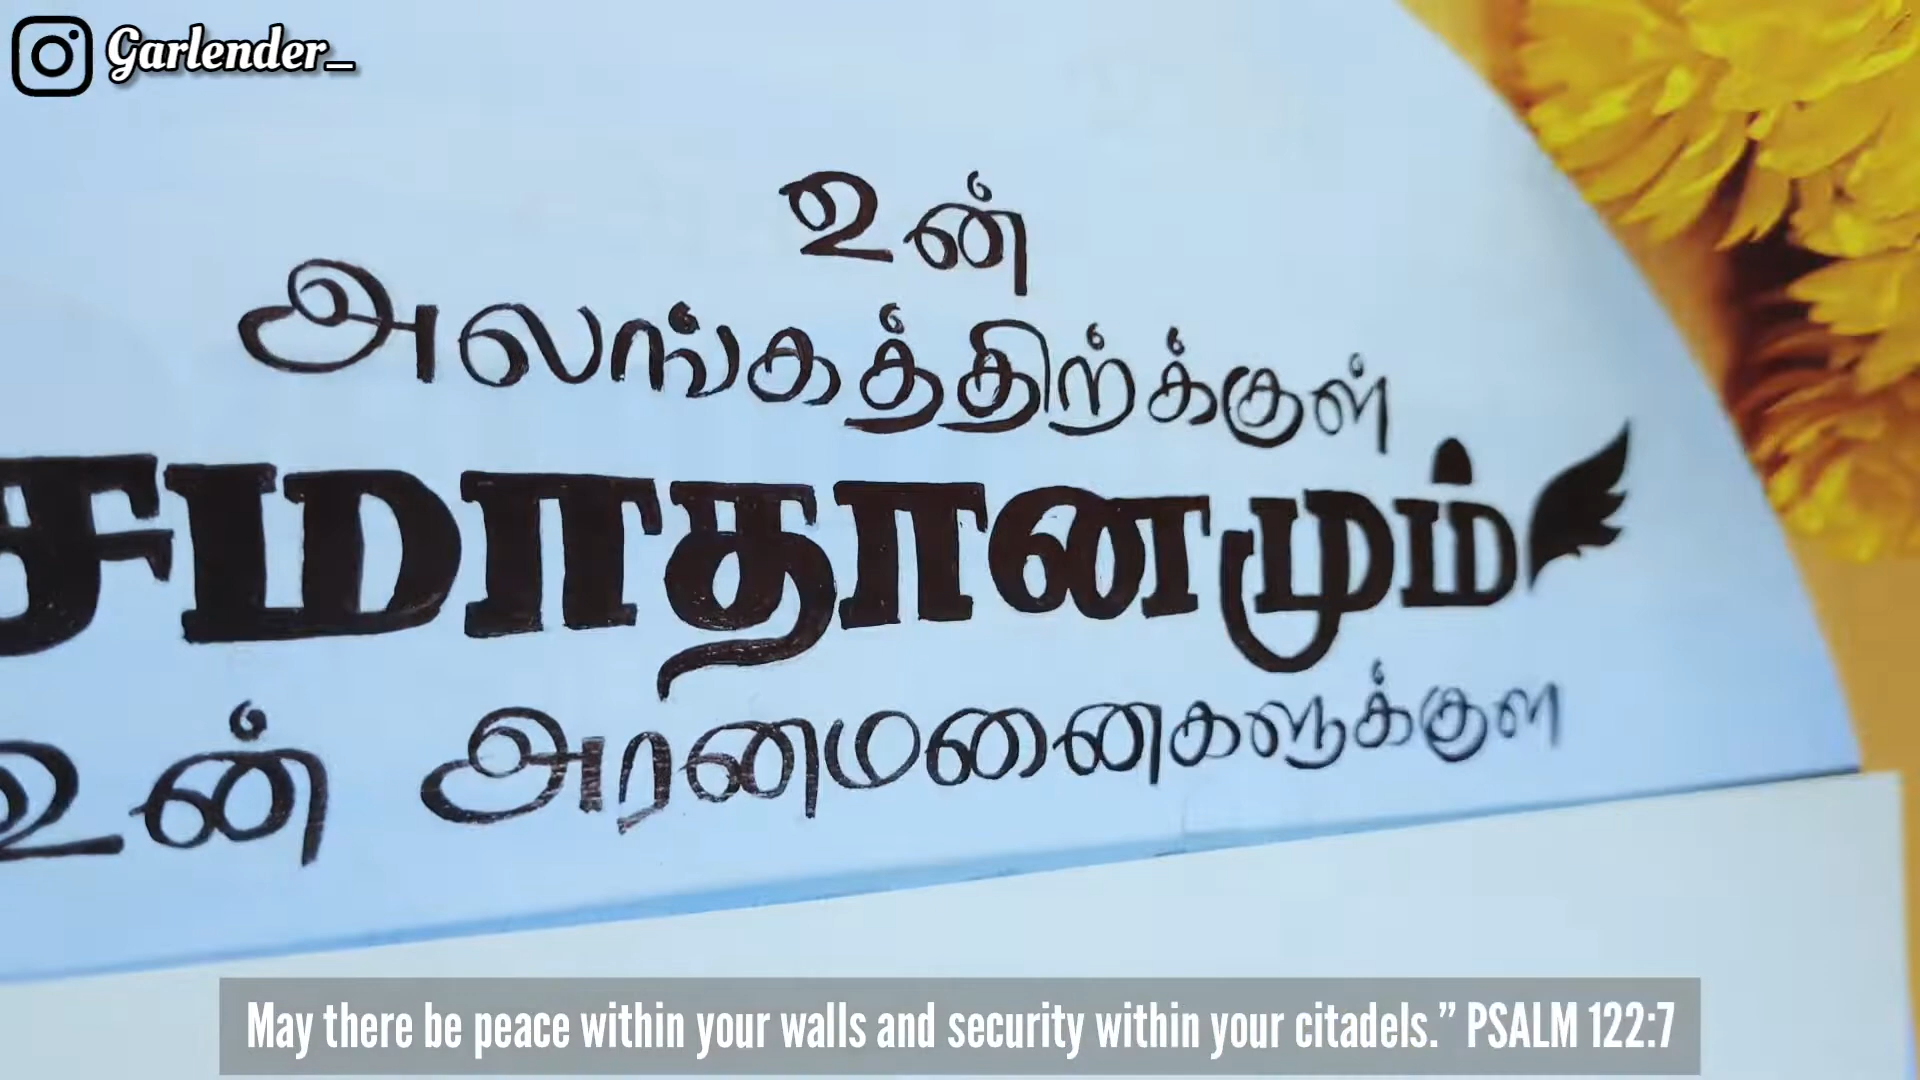 Garlender_
உன்
அலங்கத்திற்க்குள்
சமாதானமும்
உன் அரனமனைகளுக்குள
May there be peace within your walls and security within your citadels.” PSALM 122:7